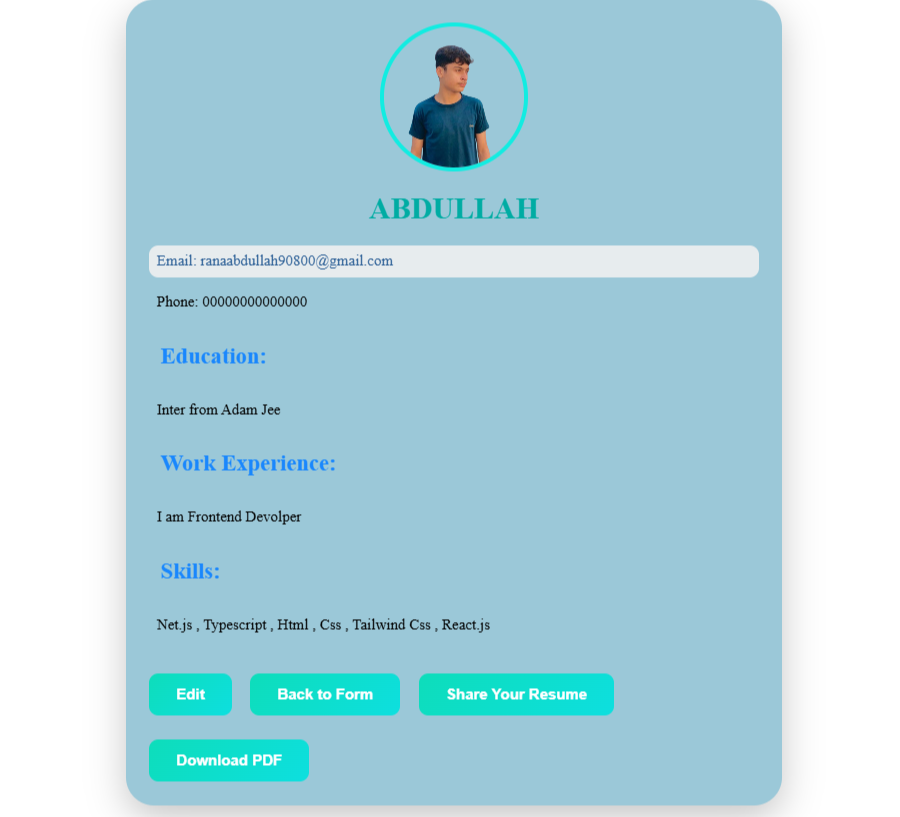 ABDULLAH
Email: ranaabdullah90800@gmail.com
Phone: 00000000000000
Education:
Inter from Adam Jee
Work Experience:
I am Frontend Devolper
Skills:
Net.js , Typescript , Html , Css , Tailwind Css , React.js
Edit Back to Form Share Your Resume
Download PDF